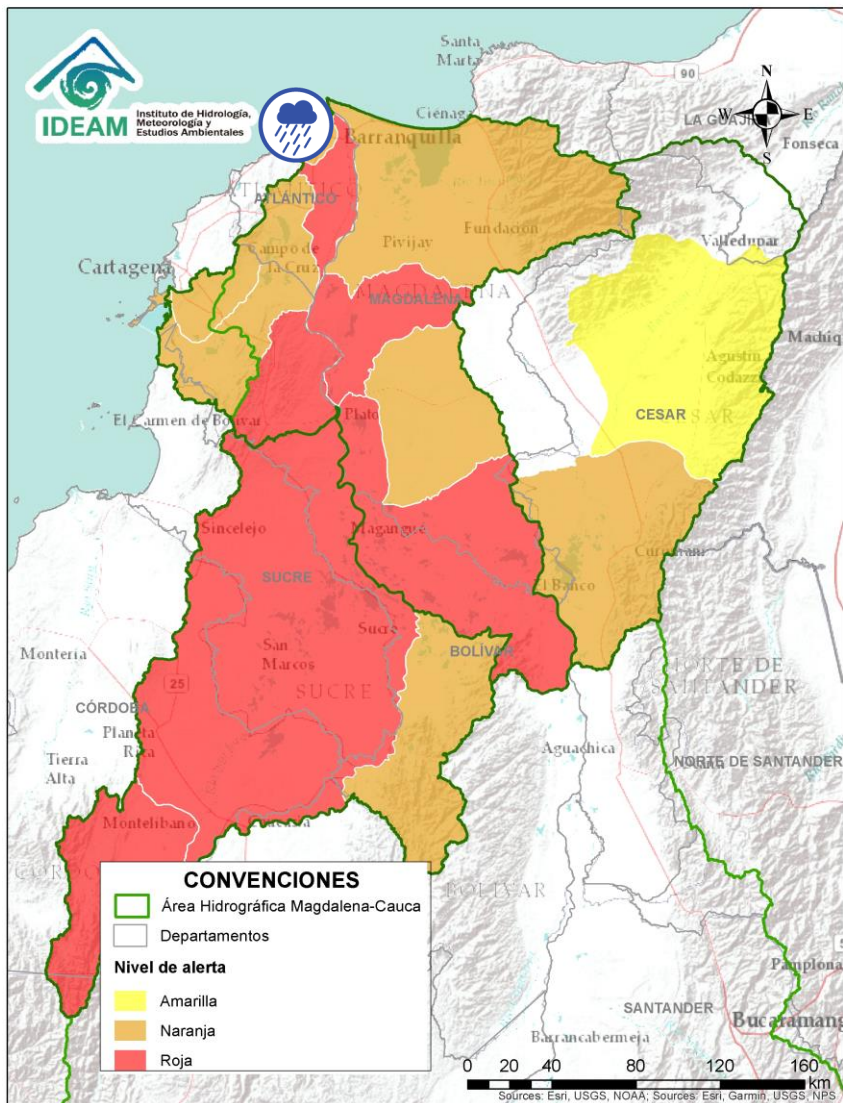 IDEAM
Instituto de Hidrología,
Meteorología y
Estudios Ambientales
Santa
Marta
90
N
W
E
S
Ciénaga
LA GUAJIRA
Fonseca
Barranquilla
ATLÁNTICO
ATLÁNTICO
Valledupar
Fundación
Pivijay
Campo de
la Cruz
Cartagena
MAGDALENA
MAGDALENA
Agustín
Codazzi
CESAR
El Carmen de Bolívar
Plato
Sincelejo
Magangué
SUCRE
El Banco
Sucre
San
Marcos
SUCRE
BOLÍVAR
Montería
25
NORTE DE
SANTANDER
CÓRDOBA
Planeta
Rica
Tierra
Alta
Aguachica
NORTE DE SANTANDER
Montelíbano
BOLÍVAR
CONVENCIONES
Área Hidrográfica Magdalena-Cauca
Departamentos
Nivel de alerta
Amarilla
Naranja
Roja
Pamplona
SANTANDER
Bucaramang
Barrancabermeja
0 20 40 80 120 160
km
Sources: Esri, USGS, NOAA; Sources: Esri, Garmin, USGS, NPS